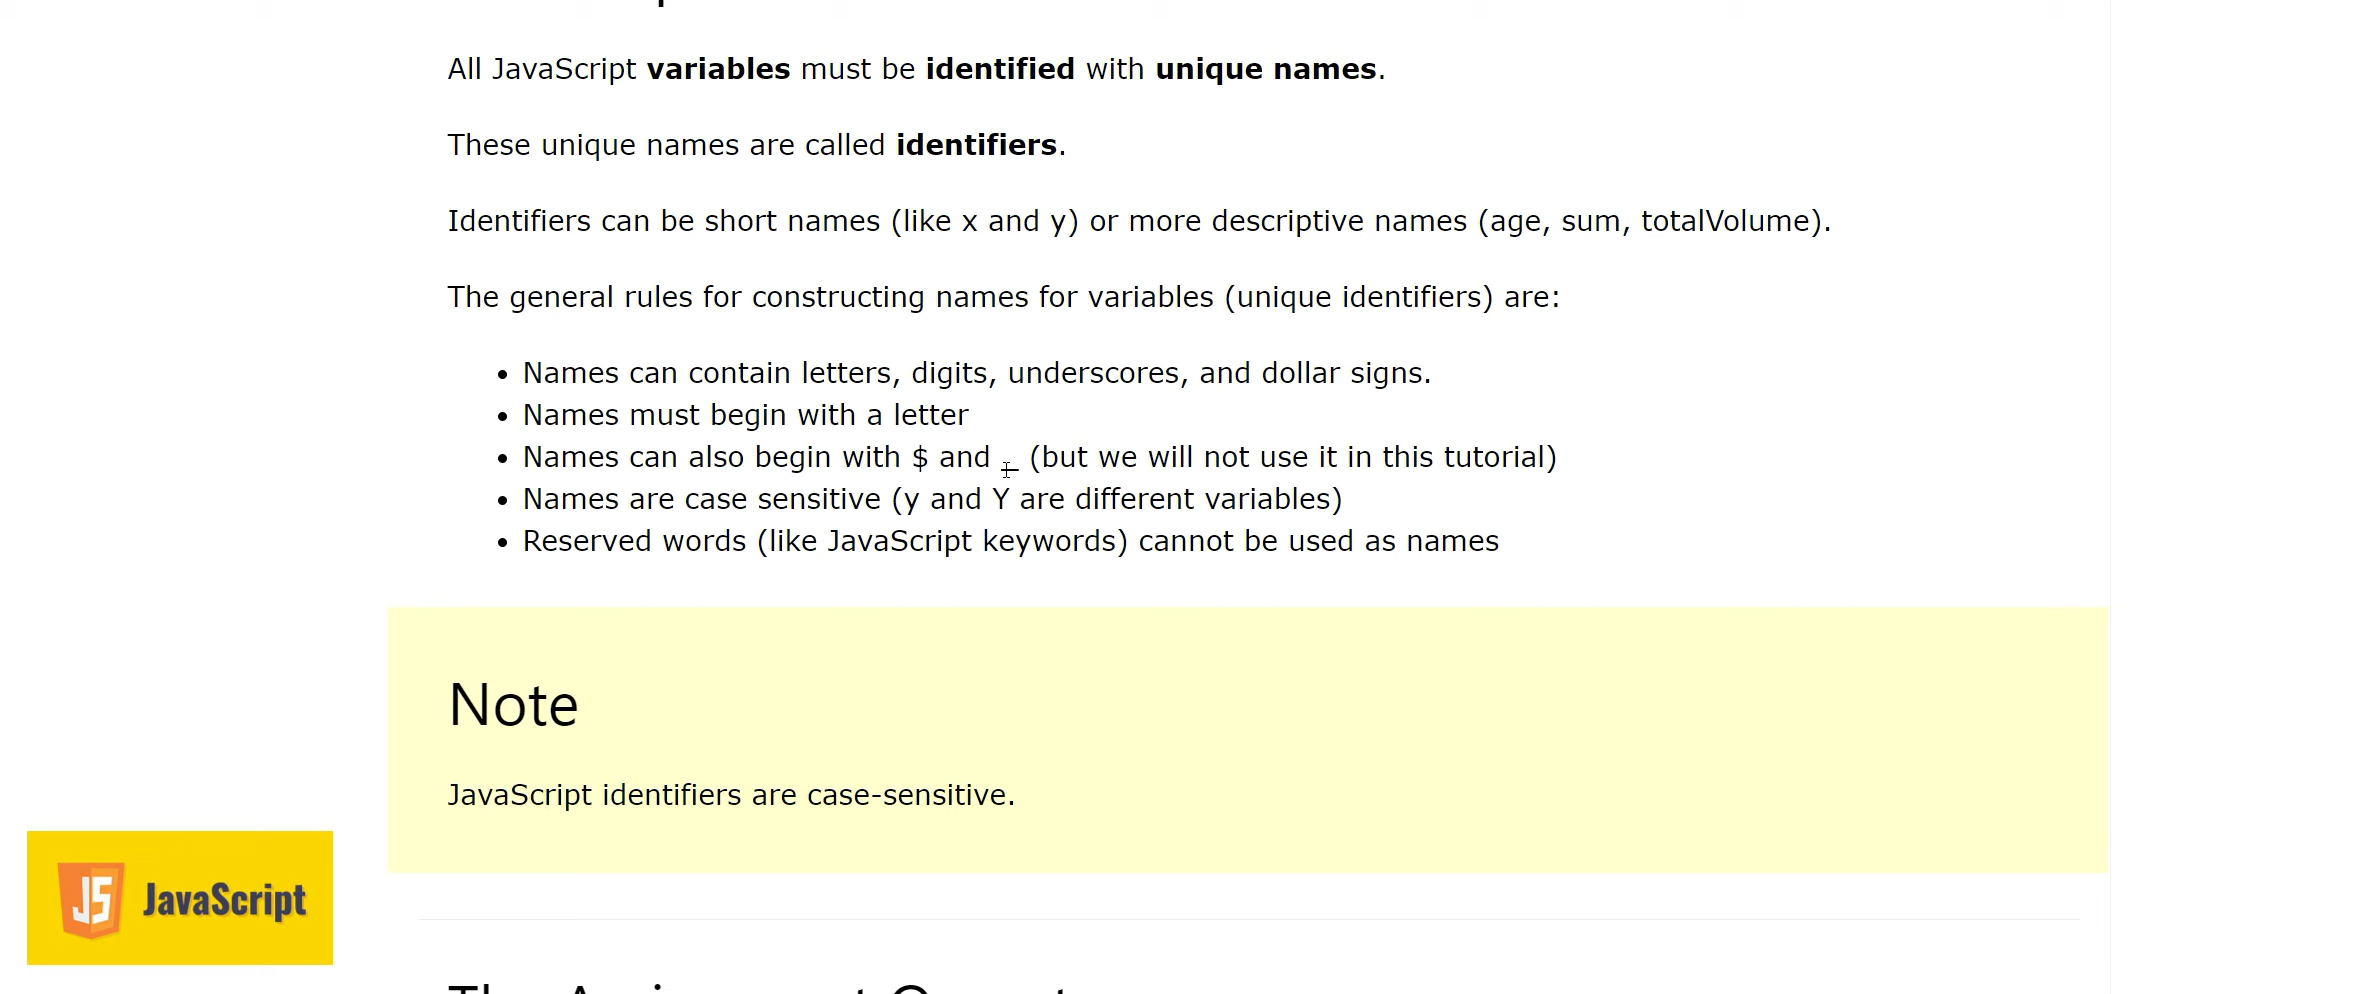 All JavaScript variables must be identified with unique names.
These unique names are called identifiers.
Identifiers can be short names (like x and y) or more descriptive names (age, sum, totalVolume).
The general rules for constructing names for variables (unique identifiers) are:
Names can contain letters, digits, underscores, and dollar signs.
Names must begin with a letter
Names can also begin with $ and _ (but we will not use it in this tutorial)
Names are case sensitive (y and Y are different variables)
Reserved words (like JavaScript keywords) cannot be used as names
Note
JavaScript identifiers are case-sensitive.
JS JavaScript